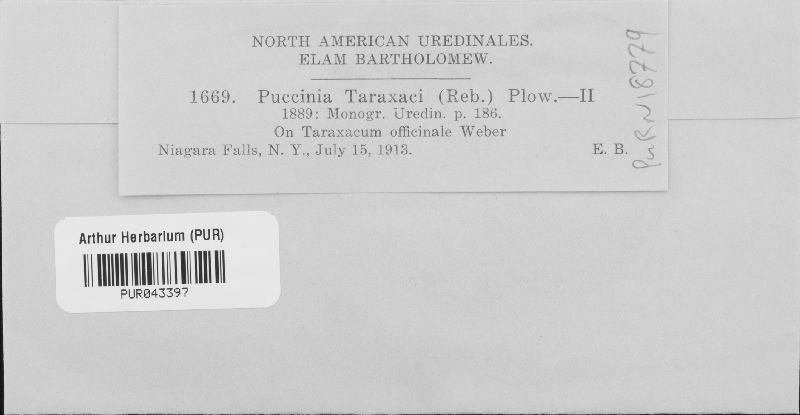 NORTH AMERICAN UREDINALES.
ELAM BARTHOLOMEW.
1669. Puccinia Taraxaci (Reb.) Plow.—II
1889: Monogr. Uredin. p. 186.
On Taraxacum officinale Weber
Niagara Falls, N. Y., July 15, 1913. E. B.
PURN18779
Arthur Herbarium (PUR)
PUR043397